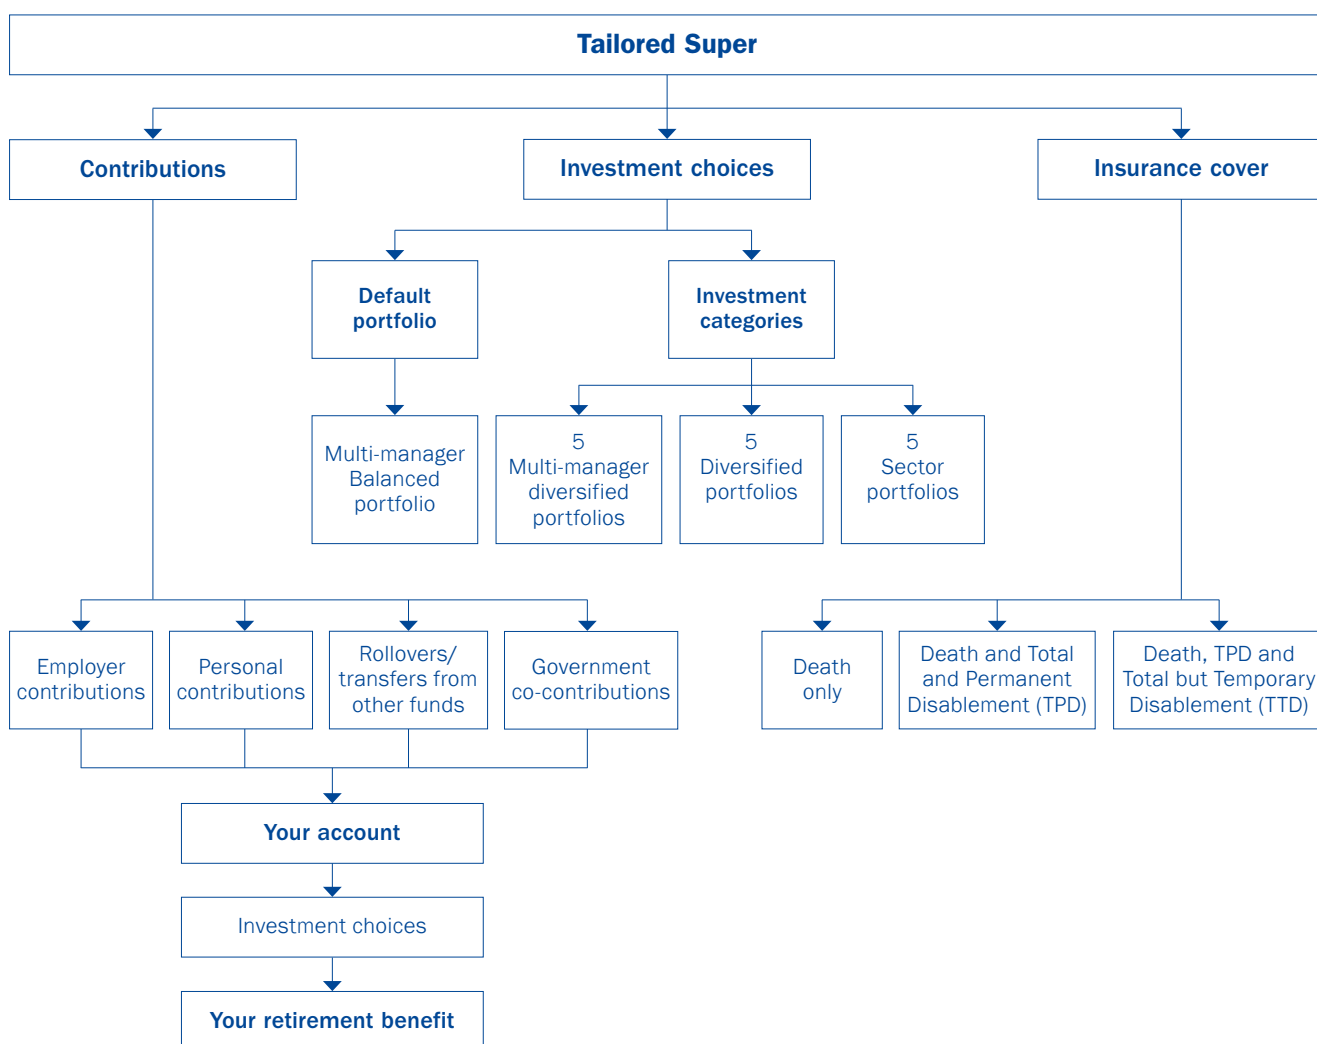 Tailored Super
Contributions
Investment choices
Insurance cover
Default
portfolio
Investment
categories
Multi-manager
Balanced
portfolio
5
Multi-manager
diversified
portfolios
5
Diversified
portfolios
5
Sector
portfolios
Employer
contributions
Personal
contributions
Rollovers/
transfers from
other funds
Government
co-contributions
Death
only
Death and Total
and Permanent
Disablement (TPD)
Death, TPD and
Total but Temporary
Disablement (TTD)
Your account
Investment choices
Your retirement benefit